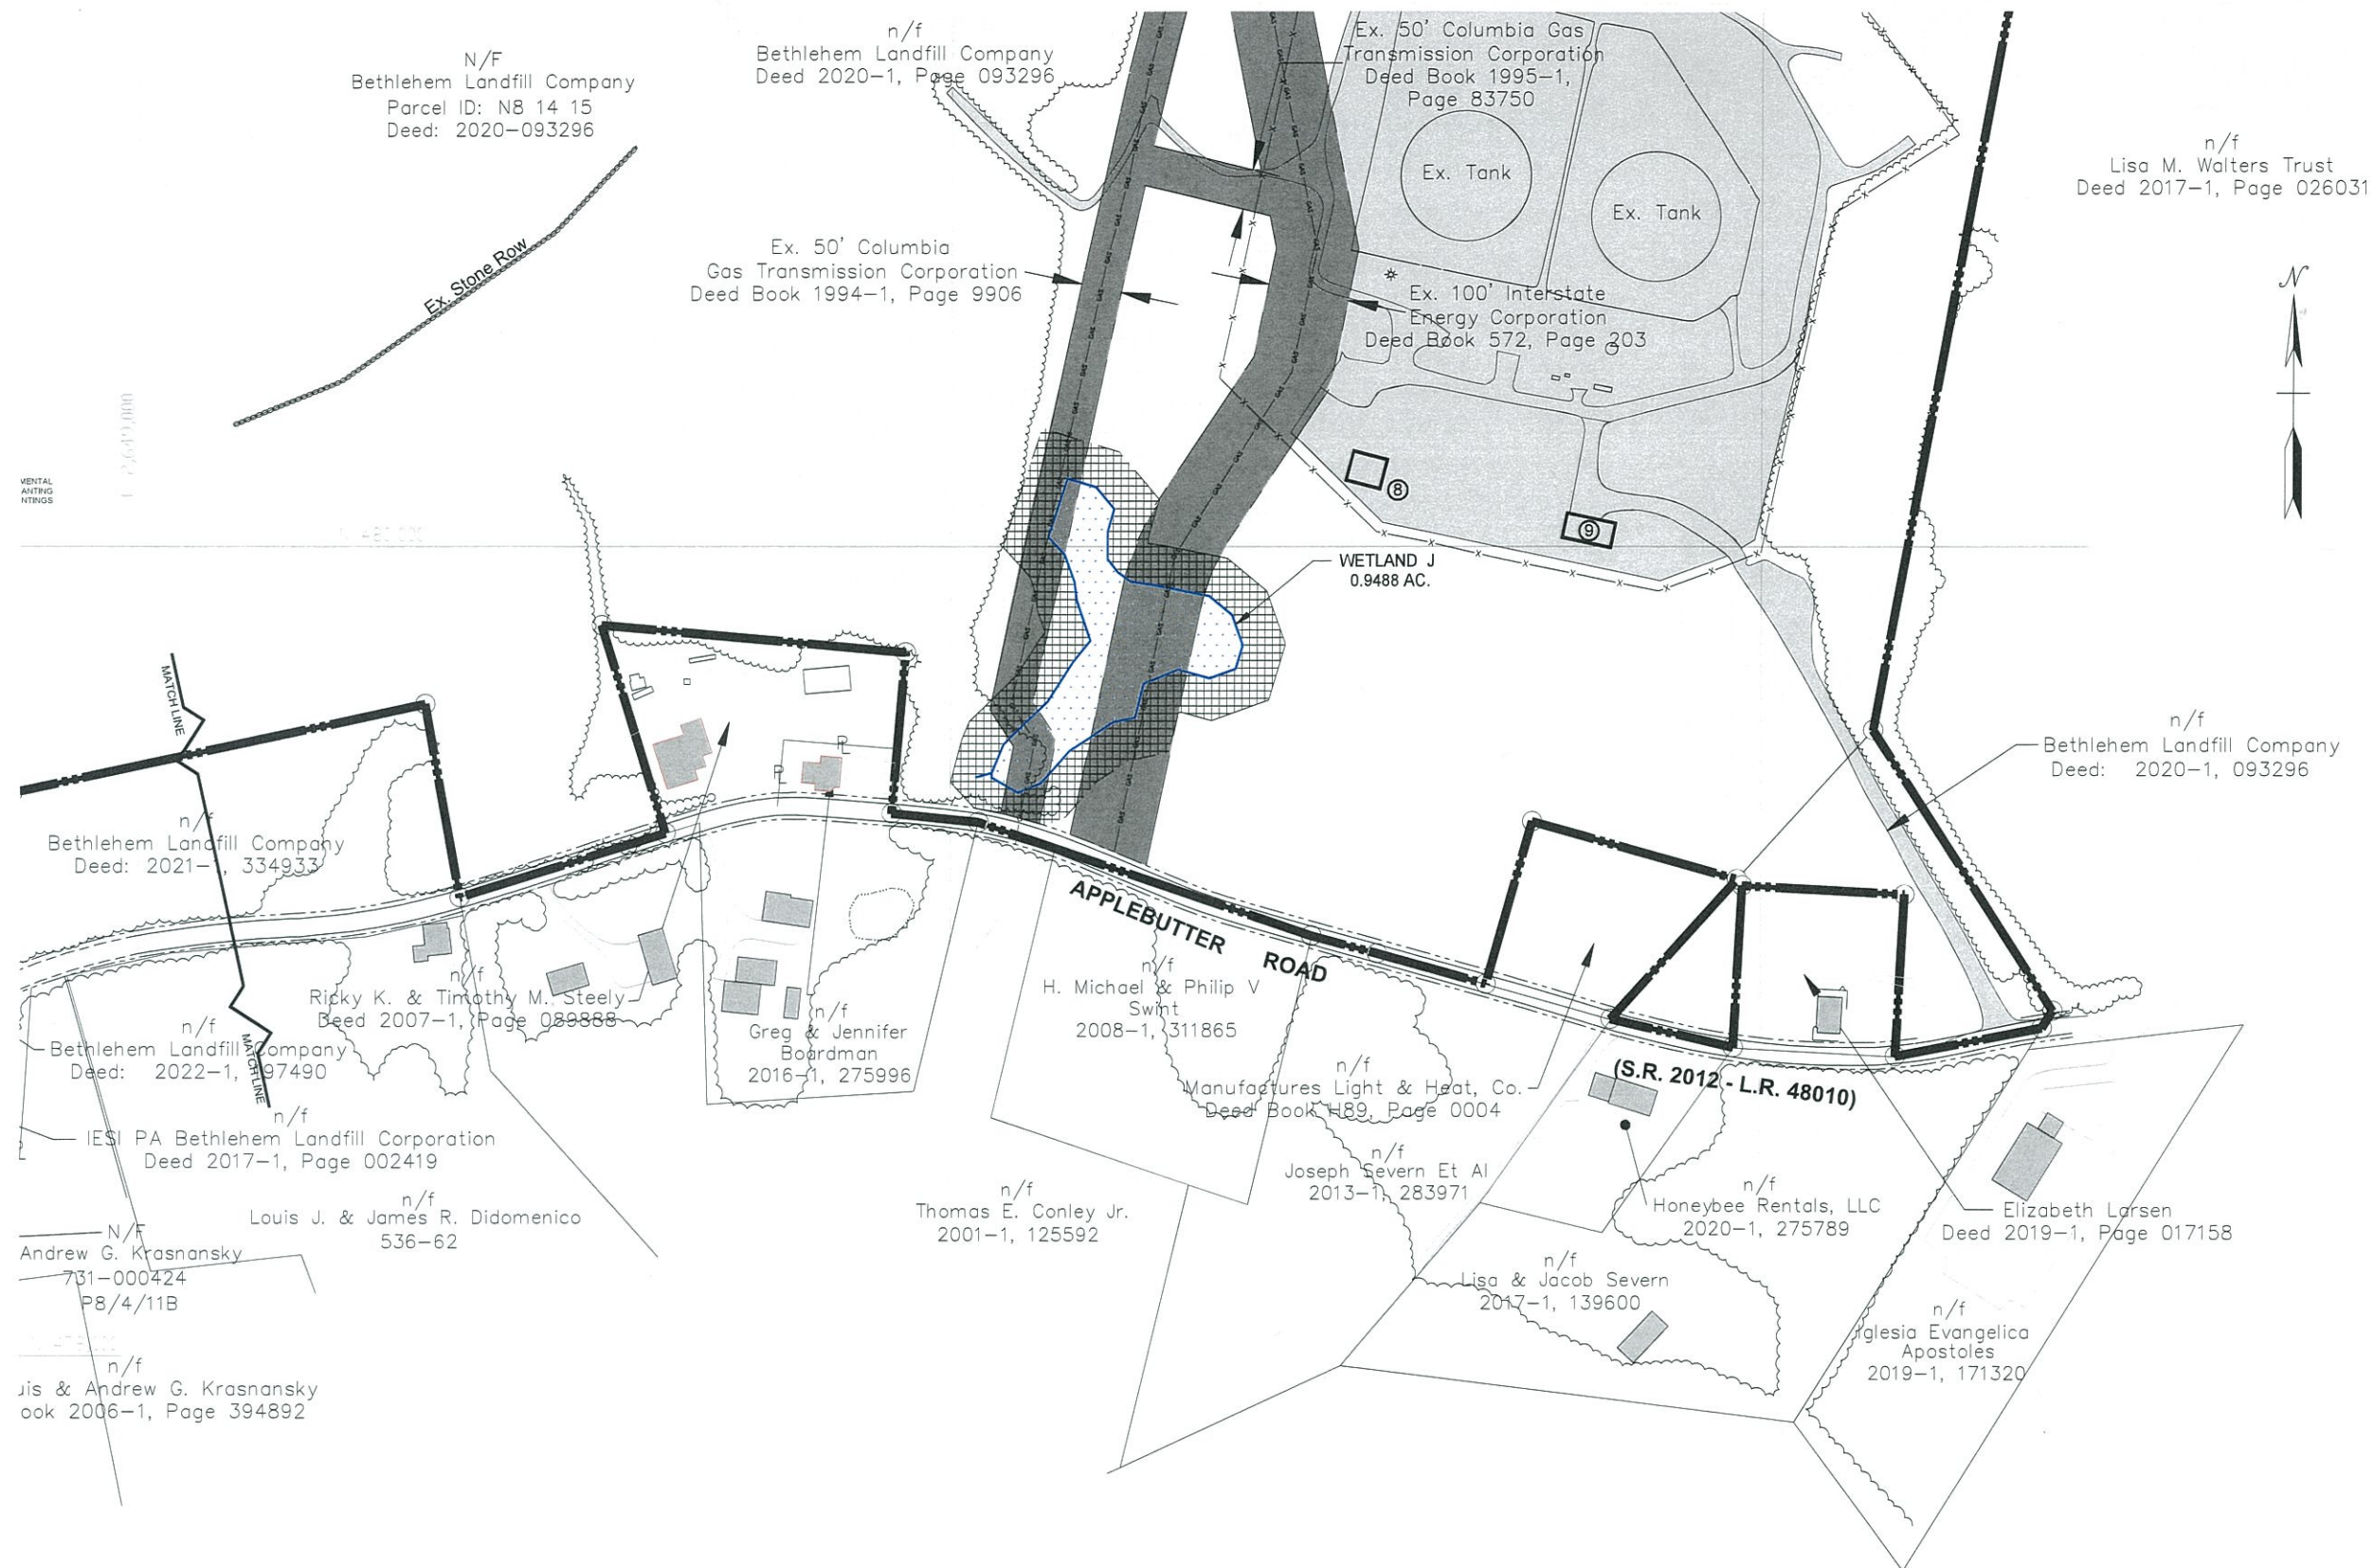 N/F
Bethlehem Landfill Company
Parcel ID: N8 14 15
Deed: 2020-093296
n/f
Bethlehem Landfill Company
Deed 2020-1, Page 093296
Ex. 50' Columbia Gas
Transmission Corporation
Deed Book 1995-1,
Page 83750
Ex. Tank
Ex. Tank
n/f
Lisa M. Walters Trust
Deed 2017-1, Page 026031
Ex. Stone Row
Ex. 50' Columbia
Gas Transmission Corporation
Deed Book 1994-1, Page 9906
Ex. 100' Interstate
Energy Corporation
Deed Book 572, Page 203
N
8
9
WETLAND J
0.9488 AC.
MATCH LINE
n/f
Bethlehem Landfill Company
Deed: 2020-1, 093296
n/f
Bethlehem Landfill Company
Deed: 2021-1, 334933
APPLEBUTTER ROAD
(S.R. 2012 - L.R. 48010)
n/f
Ricky K. & Timothy M. Steely
Deed 2007-1, Page 089888
n/f
Greg & Jennifer
Boardman
2016-1, 275996
n/f
H. Michael & Philip V
Swint
2008-1, 311865
n/f
Manufactures Light & Heat, Co.
Deed Book H89, Page 0004
n/f
Bethlehem Landfill Company
Deed: 2022-1,
MATCH LINE
n/f
IESI PA Bethlehem Landfill Corporation
Deed 2017-1, Page 002419
n/f
Louis J. & James R. Didomenico
536-62
n/f
Thomas E. Conley Jr.
2001-1, 125592
n/f
Joseph Severn Et Al
2013-1, 283971
n/f
Honeybee Rentals, LLC
2020-1, 275789
Elizabeth Larsen
Deed 2019-1, Page 017158
n/f
Lisa & Jacob Severn
2017-1, 139600
n/f
Iglesia Evangelica
Apostoles
2019-1, 171320
N/F
Andrew G. Krasnansky
731-000424
P8/4/11B
n/f
& Andrew G. Krasnansky
2006-1, Page 394892